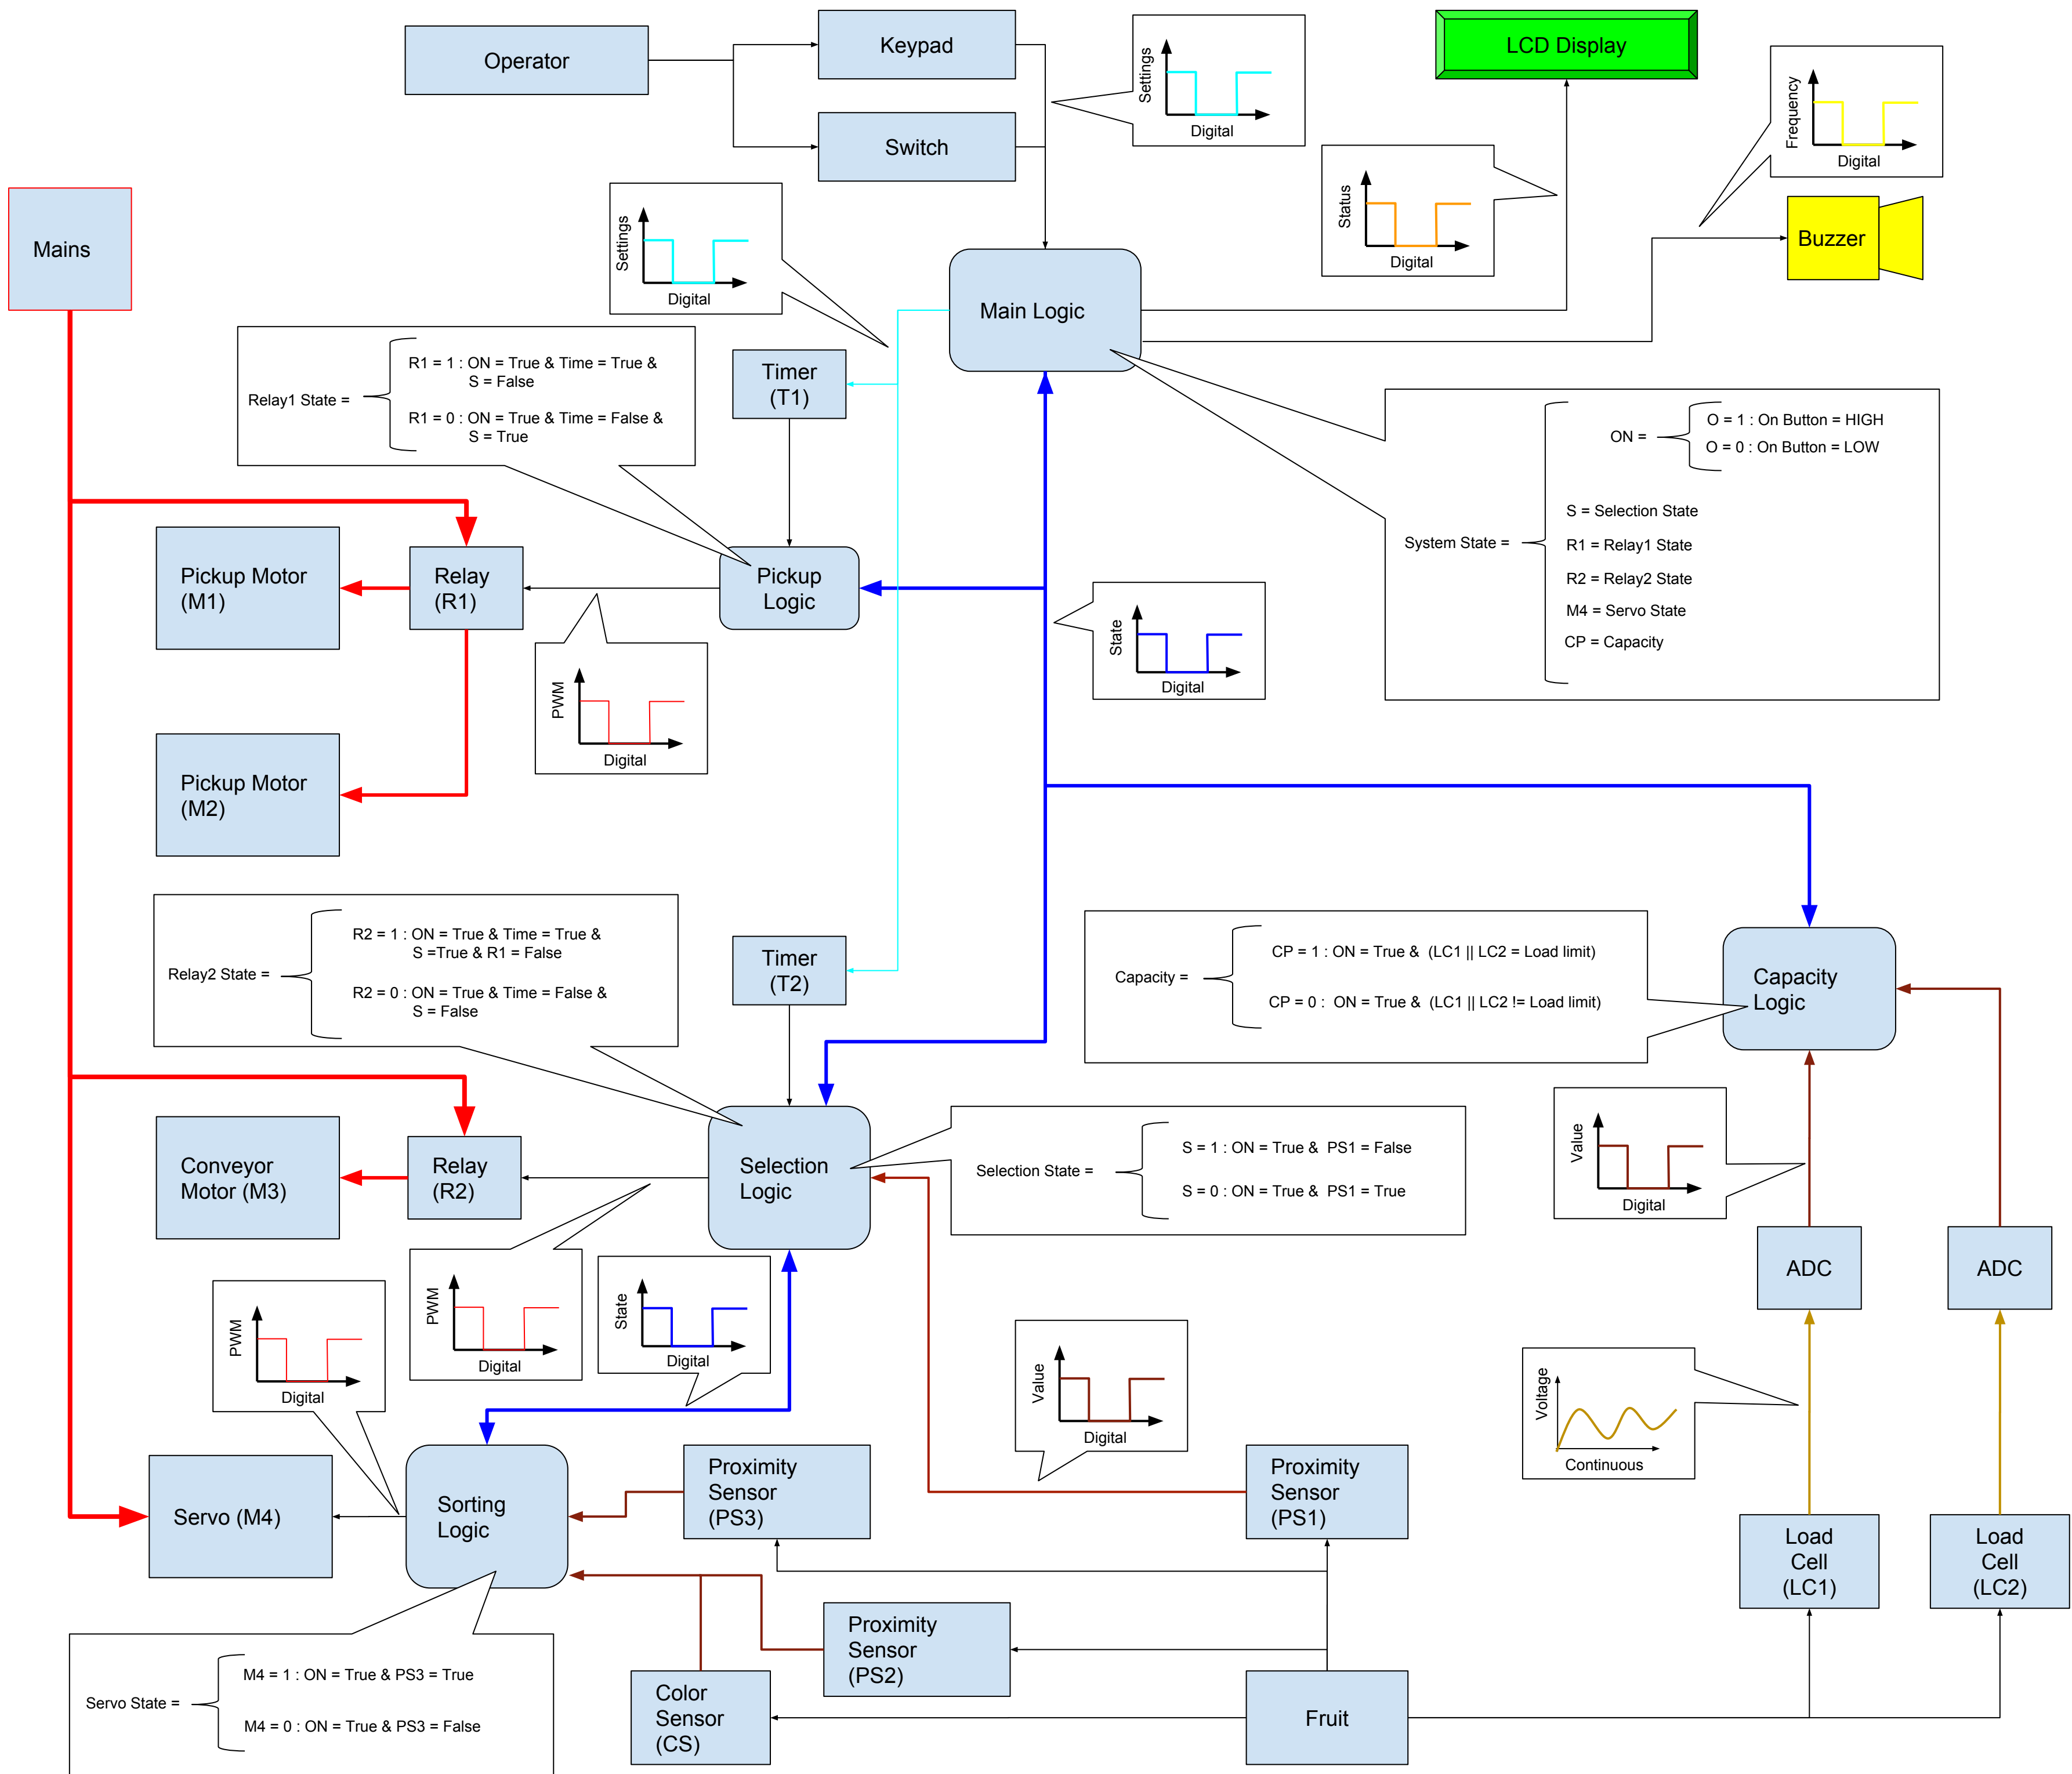 Operator
Keypad
Switch
Settings
Digital
LCD Display
Frequency
Digital
Status
Digital
Buzzer
Mains
Settings
Digital
Main Logic
Relay1 State =
R1 = 1 : ON = True & Time = True &
S = False
R1 = 0 : ON = True & Time = False &
S = True
Timer
(T1)
System State =
ON =
O = 1 : On Button = HIGH
O = 0 : On Button = LOW
S = Selection State
R1 = Relay1 State
R2 = Relay2 State
M4 = Servo State
CP = Capacity
Pickup Motor
(M1)
Relay
(R1)
Pickup
Logic
PWM
Digital
State
Digital
Pickup Motor
(M2)
Relay2 State =
R2 = 1 : ON = True & Time = True &
S =True & R1 = False
R2 = 0 : ON = True & Time = False &
S = False
Timer
(T2)
Capacity =
CP = 1 : ON = True & (LC1 || LC2 = Load limit)
CP = 0 : ON = True & (LC1 || LC2 != Load limit)
Capacity
Logic
Conveyor
Motor (M3)
Relay
(R2)
Selection
Logic
Selection State =
S = 1 : ON = True & PS1 = False
S = 0 : ON = True & PS1 = True
Value
Digital
ADC
ADC
PWM
Digital
PWM
Digital
State
Digital
Value
Digital
Voltage
Continuous
Servo (M4)
Sorting
Logic
Proximity
Sensor
(PS3)
Proximity
Sensor
(PS1)
Load
Cell
(LC1)
Load
Cell
(LC2)
Proximity
Sensor
(PS2)
Servo State =
M4 = 1 : ON = True & PS3 = True
M4 = 0 : ON = True & PS3 = False
Color
Sensor
(CS)
Fruit